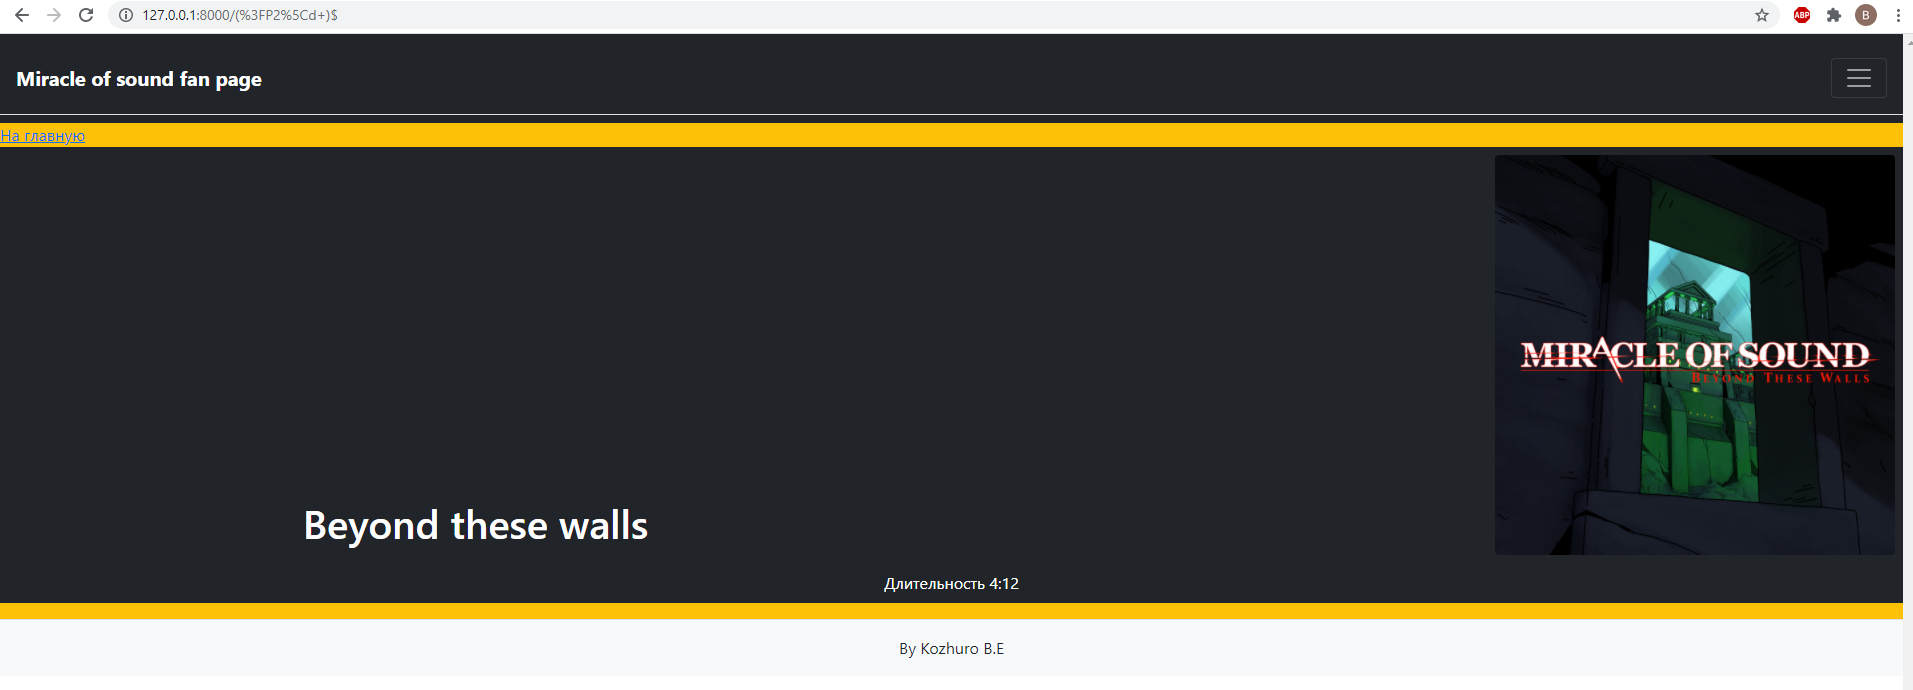 127.0.0.1:8000/(%3FP2%5Cd+)$
ABP
B
Miracle of sound fan page
На главную
MIRACLE OF SOUND
BEYOND THESE WALLS
Beyond these walls
Длительность 4:12
By Kozhuro B.E